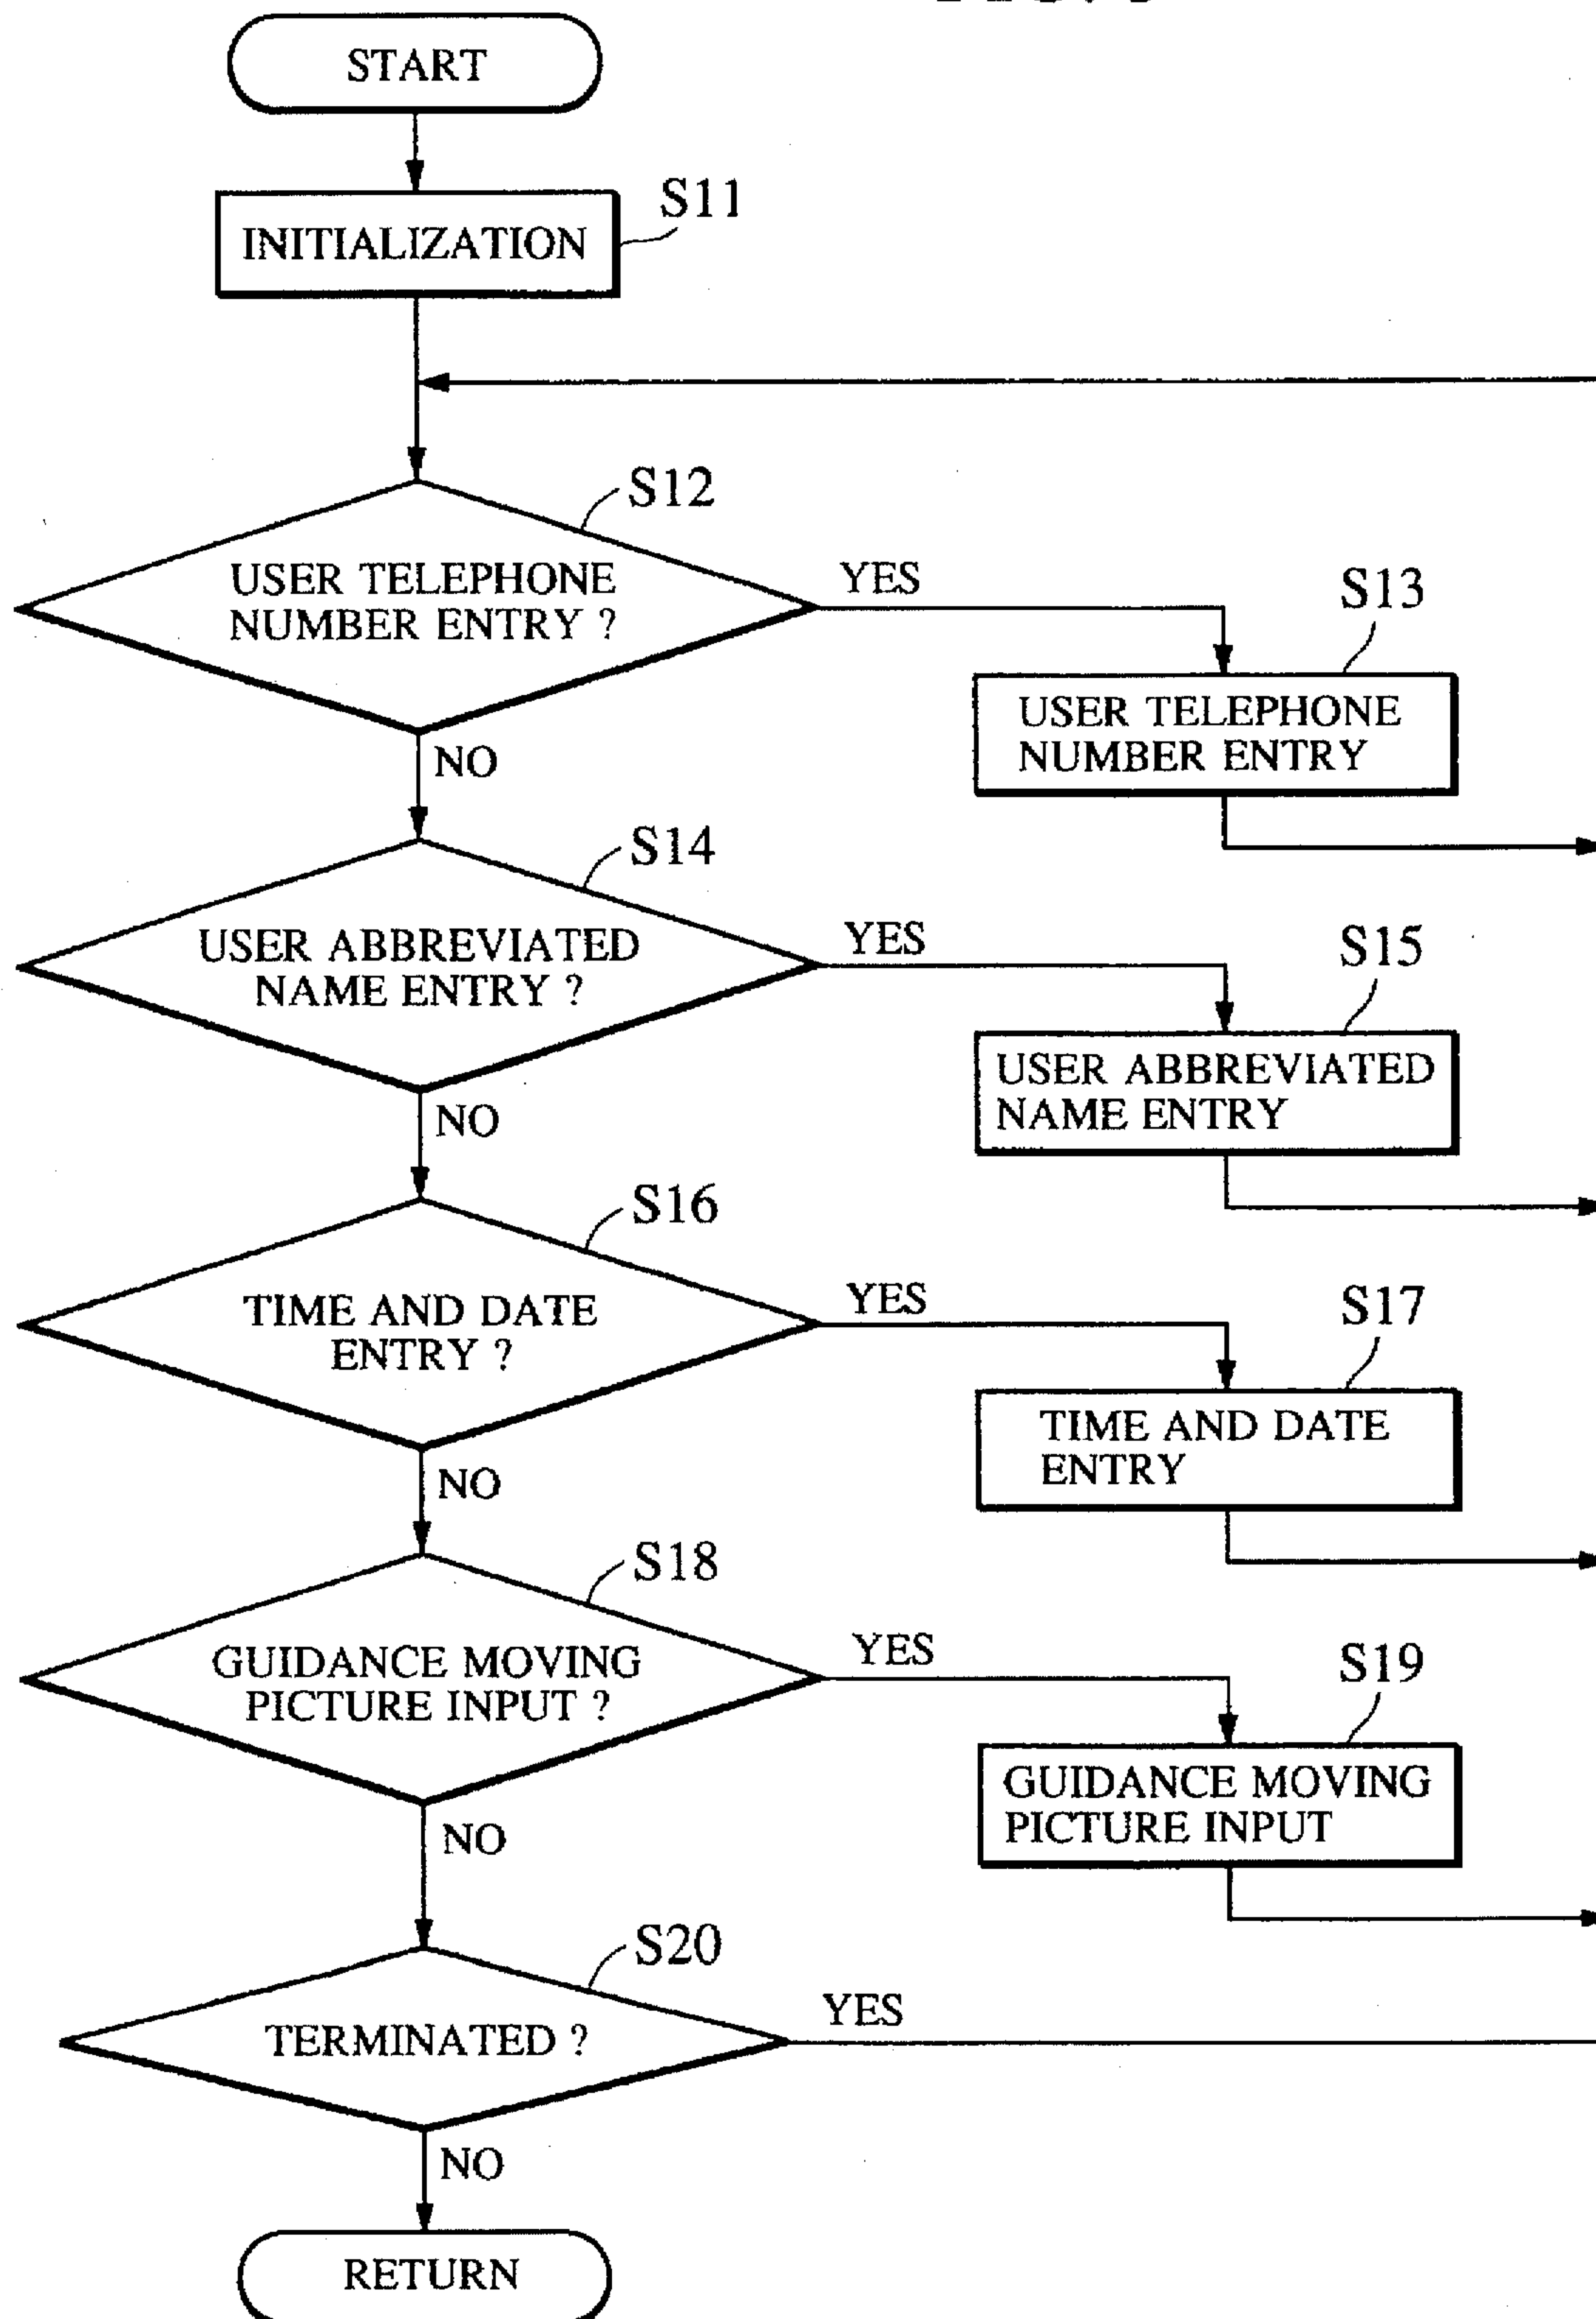 START
S11
INITIALIZATION
S12
USER TELEPHONE
NUMBER ENTRY ?
YES
S13
USER TELEPHONE
NUMBER ENTRY
NO
S14
USER ABBREVIATED
NAME ENTRY ?
YES
S15
USER ABBREVIATED
NAME ENTRY
NO
S16
TIME AND DATE
ENTRY ?
YES
S17
TIME AND DATE
ENTRY
NO
S18
GUIDANCE MOVING
PICTURE INPUT ?
YES
S19
GUIDANCE MOVING
PICTURE INPUT
NO
S20
TERMINATED ?
YES
NO
RETURN